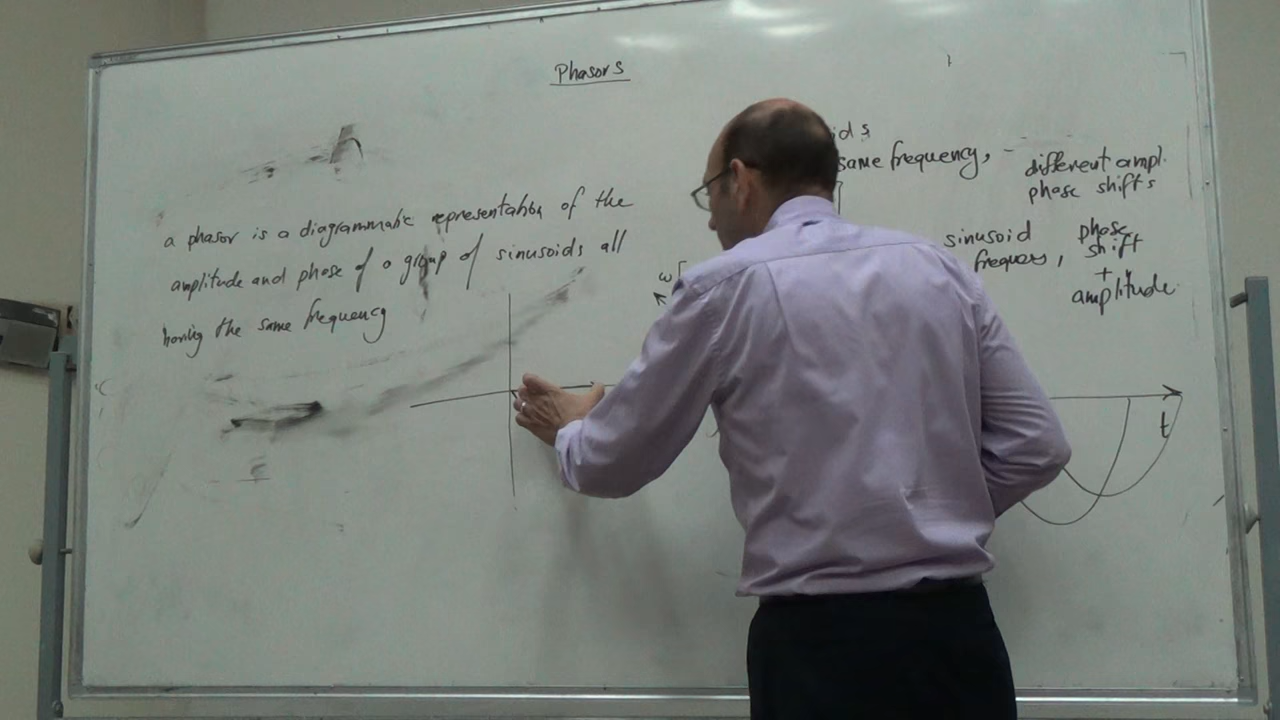 Phasors
a phasor is a diagrammatic representation of the
amplitude and phase of a group of sinusoids all
having the same frequency
ids
same frequency, different ampl.
phase shifts
sinusoid phase
shift
+
amplitude
ω
t